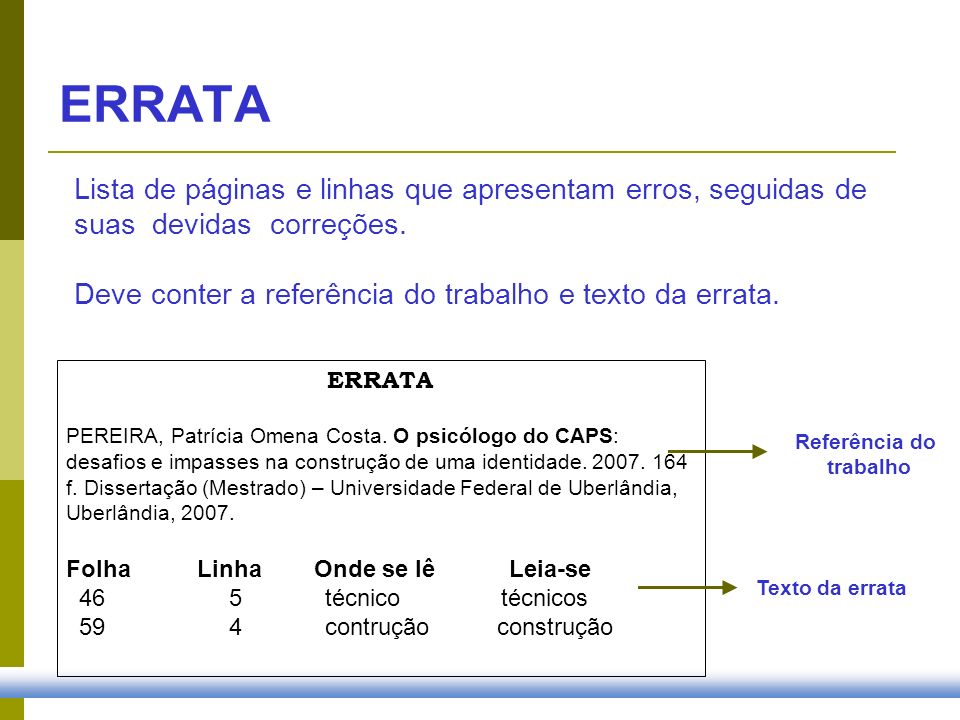 ERRATA
Lista de páginas e linhas que apresentam erros, seguidas de
suas devidas correções.
Deve conter a referência do trabalho e texto da errata.
ERRATA
PEREIRA, Patrícia Omena Costa. O psicólogo do CAPS:
desafios e impasses na construção de uma identidade. 2007. 164
f. Dissertação (Mestrado) – Universidade Federal de Uberlândia,
Uberlândia, 2007.
Referência do
trabalho
Folha Linha Onde se lê Leia-se
46 5 técnico técnicos
59 4 contrução construção
Texto da errata